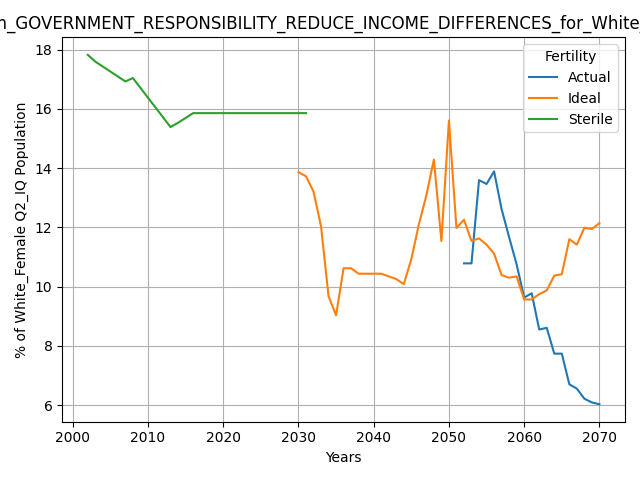 GOVERNMENT_RESPONSIBILITY_REDUCE_INCOME_DIFFERENCES_for_White_
Fertility
Actual
Ideal
Sterile
% of White_Female Q2_IQ Population
18
16
14
12
10
8
6
2000 2010 2020 2030 2040 2050 2060 2070
Years